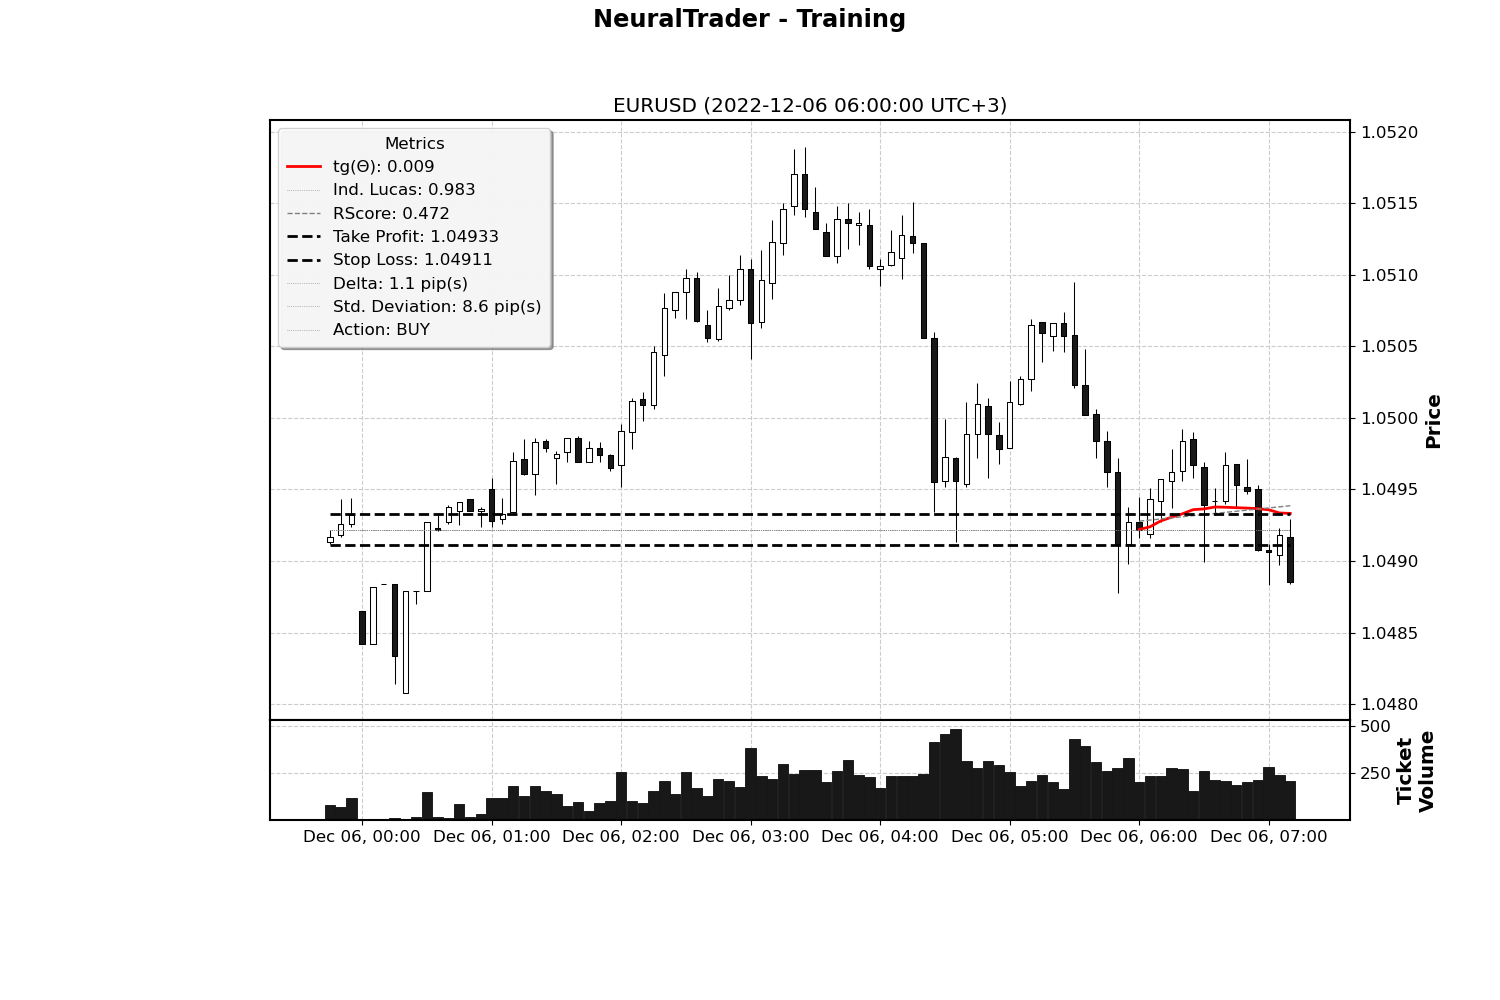 NeuralTrader - Training
EURUSD (2022-12-06 06:00:00 UTC+3)
Metrics
tg(Θ): 0.009
Ind. Lucas: 0.983
RScore: 0.472
Take Profit: 1.04933
Stop Loss: 1.04911
Delta: 1.1 pip(s)
Std. Deviation: 8.6 pip(s)
Action: BUY
1.0520
1.0515
1.0510
1.0505
1.0500
1.0495
1.0490
1.0485
1.0480
Price
500
250
Ticket
Volume
Dec 06, 00:00 Dec 06, 01:00 Dec 06, 02:00 Dec 06, 03:00 Dec 06, 04:00 Dec 06, 05:00 Dec 06, 06:00 Dec 06, 07:00